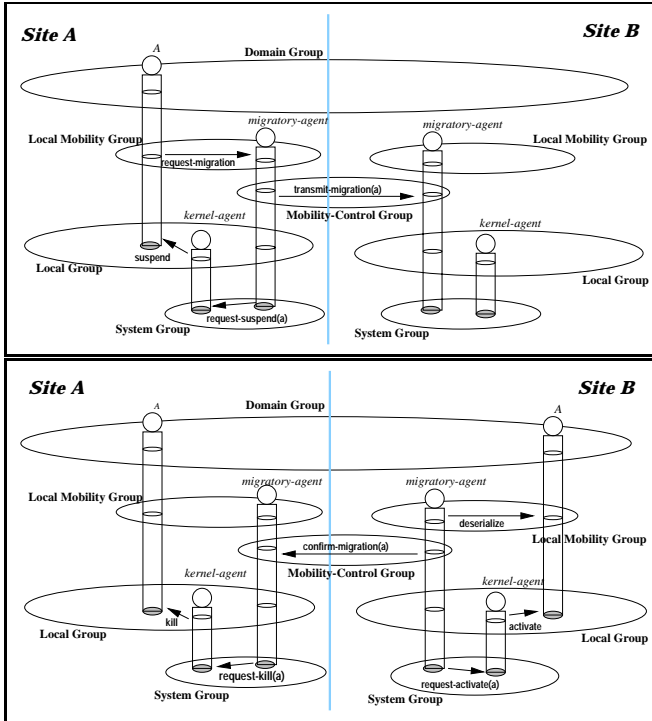 Site A
Site B
A
Domain Group
migratory-agent
migratory-agent
Local Mobility Group
Local Mobility Group
request-migration
transmit-migration(a)
Mobility-Control Group
kernel-agent
kernel-agent
suspend
Local Group
Local Group
request-suspend(a)
System Group
System Group
Site A
Site B
A
A
Domain Group
migratory-agent
migratory-agent
Local Mobility Group
deserialize
Local Mobility Group
confirm-migration(a)
Mobility-Control Group
kernel-agent
kernel-agent
kill
activate
Local Group
Local Group
request-kill(a)
request-activate(a)
System Group
System Group